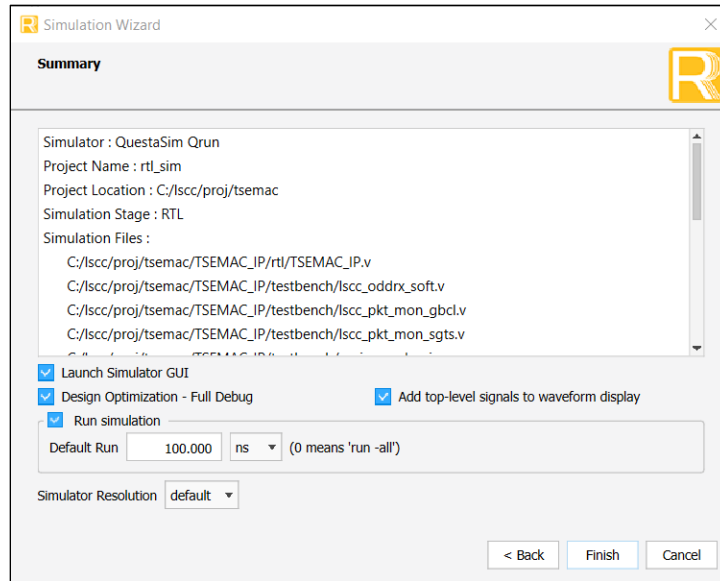 Simulation Wizard
Summary
Simulator : QuestaSim Qrun
Project Name : rtl_sim
Project Location : C:/lscc/proj/tsemac
Simulation Stage : RTL
Simulation Files :
C:/lscc/proj/tsemac/TSEMAC_IP/rtl/TSEMAC_IP.v
C:/lscc/proj/tsemac/TSEMAC_IP/testbench/lscc_oddrx_soft.v
C:/lscc/proj/tsemac/TSEMAC_IP/testbench/lscc_pkt_mon_gbcl.v
C:/lscc/proj/tsemac/TSEMAC_IP/testbench/lscc_pkt_mon_sgts.v
Launch Simulator GUI
Design Optimization - Full Debug Add top-level signals to waveform display
Run simulation
Default Run 100.000 ns (0 means 'run -all')
Simulator Resolution default
< Back Finish Cancel